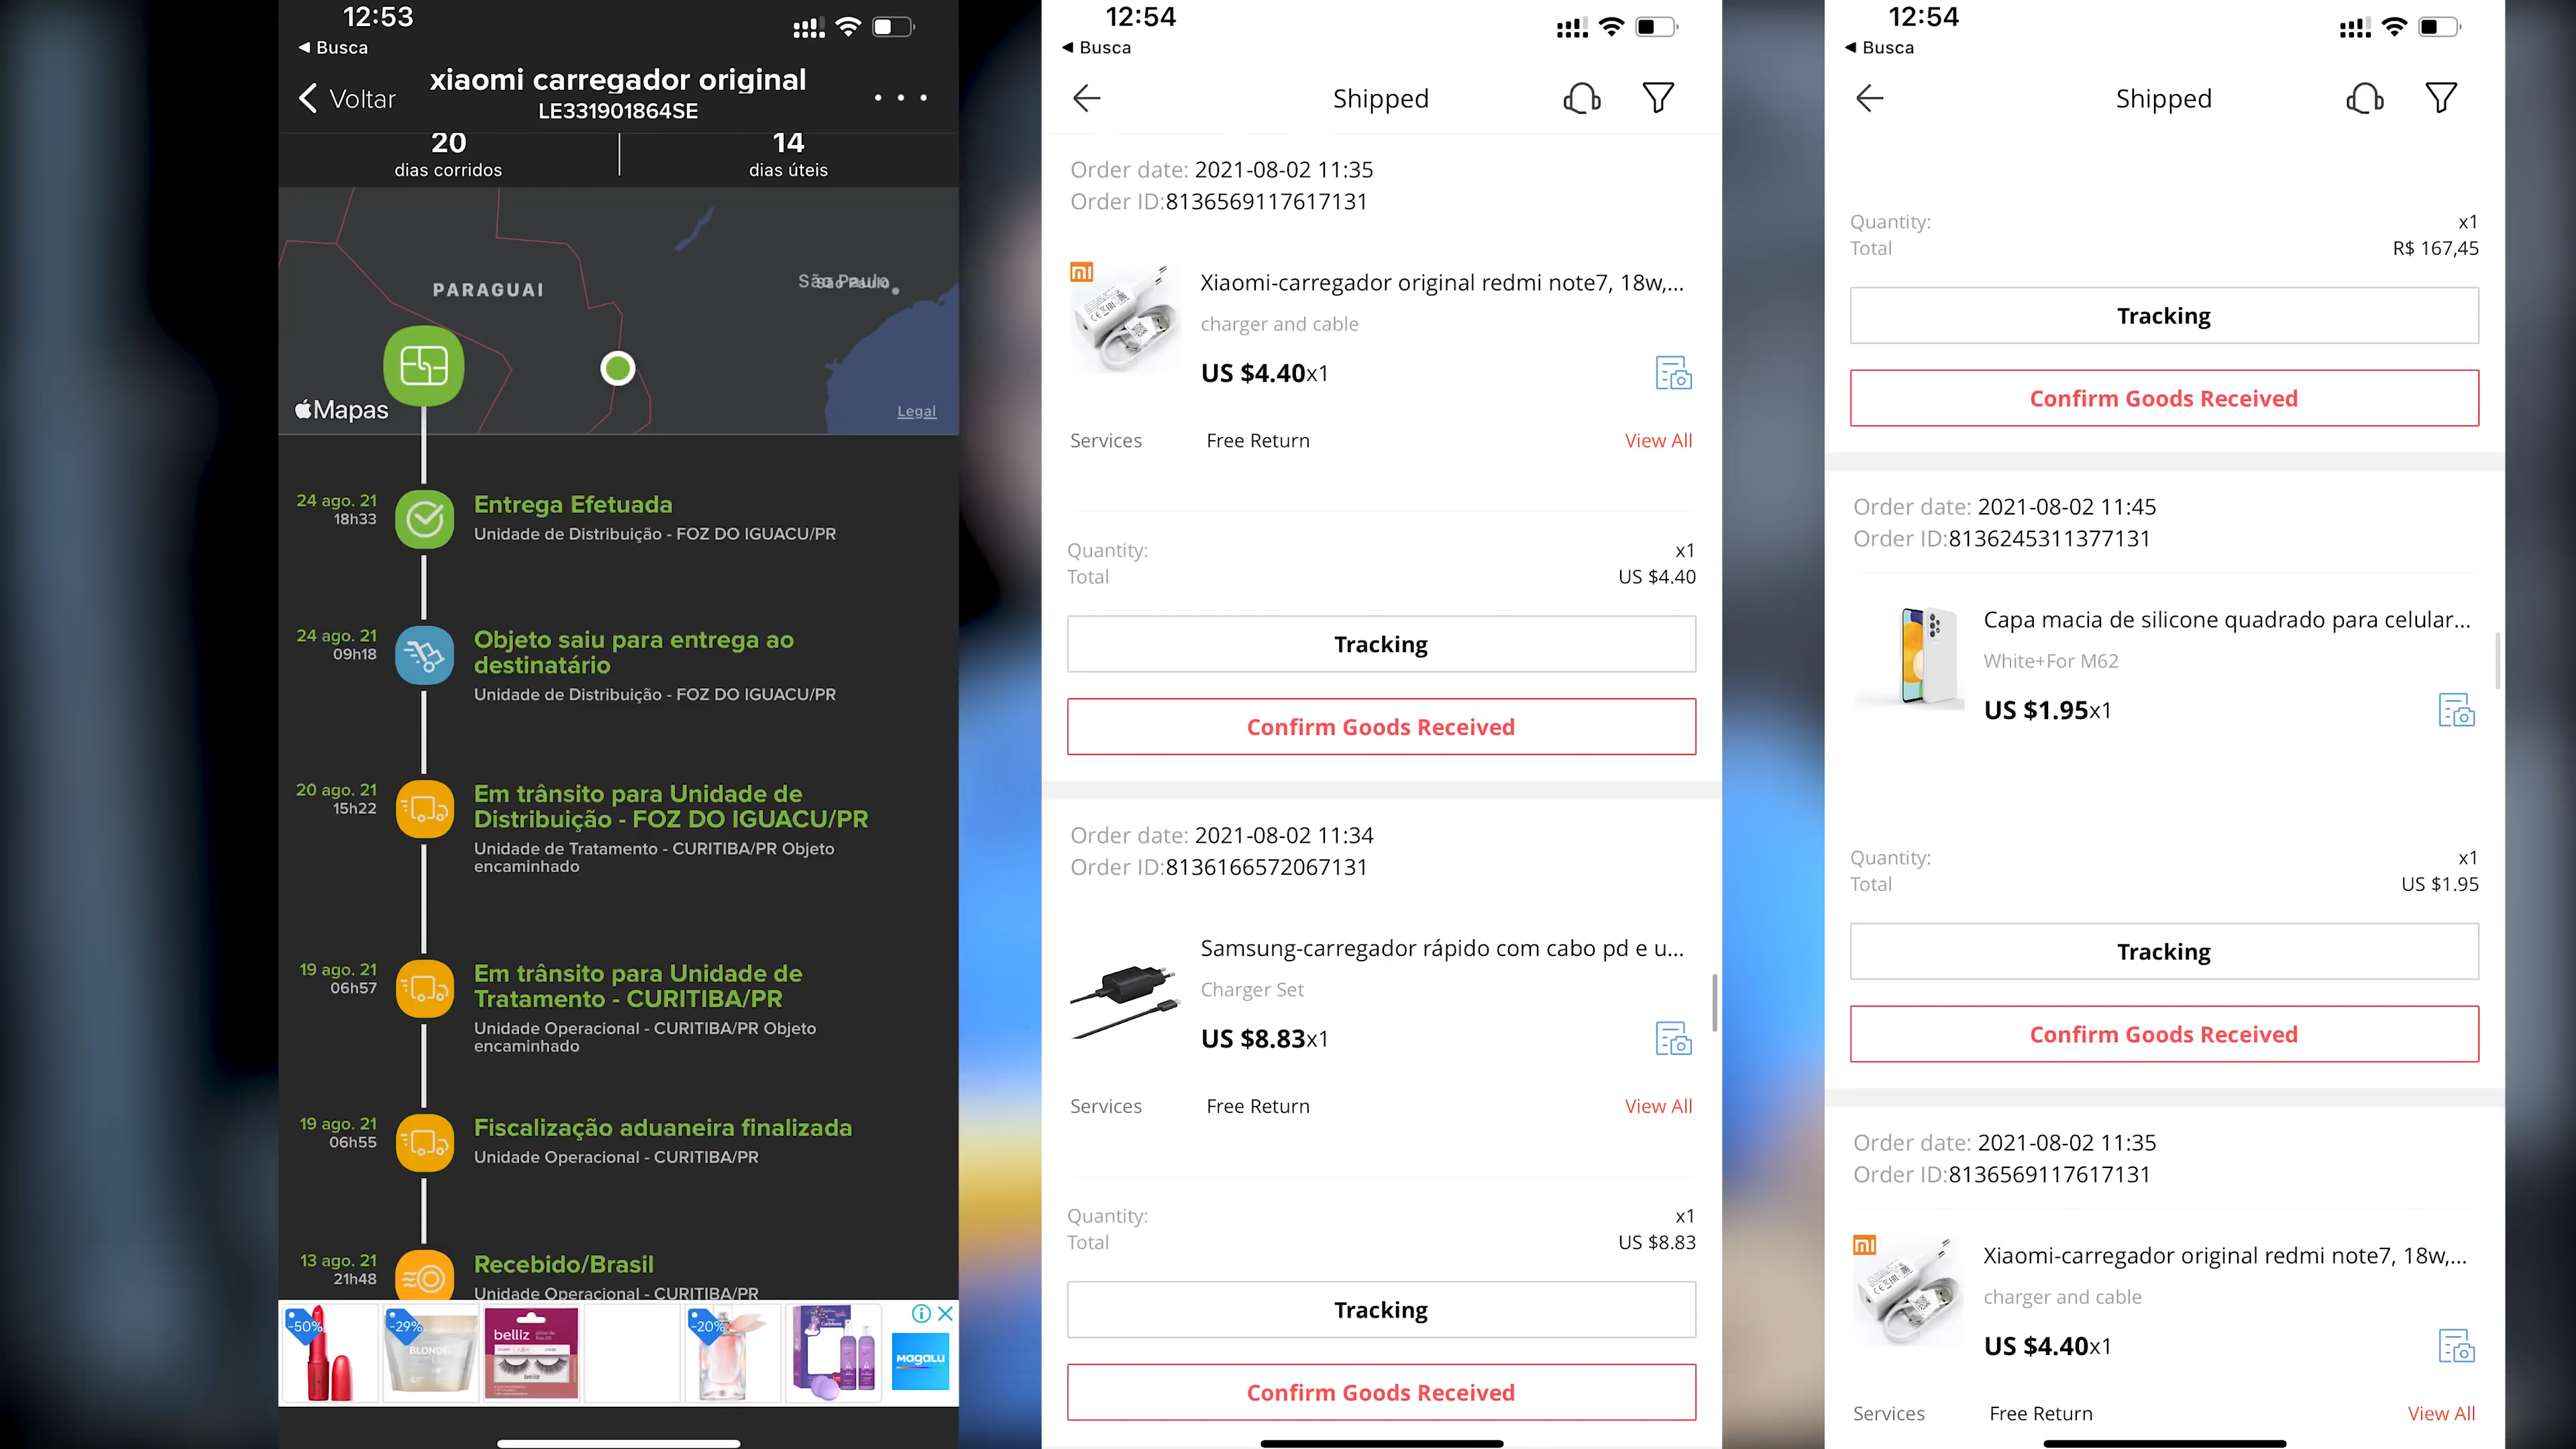 12:53
◀ Busca
Voltar
xiaomi carregador original
LE331901864SE
20
dias corridos
14
dias úteis
PARAGUAI
São Paulo
Mapas
Legal
24 ago. 21
18h33
Entrega Efetuada
Unidade de Distribuição - FOZ DO IGUACU/PR
24 ago. 21
09h18
Objeto saiu para entrega ao
destinatário
Unidade de Distribuição - FOZ DO IGUACU/PR
20 ago. 21
15h22
Em trânsito para Unidade de
Distribuição - FOZ DO IGUACU/PR
Unidade de Tratamento - CURITIBA/PR Objeto
encaminhado
19 ago. 21
06h57
Em trânsito para Unidade de
Tratamento - CURITIBA/PR
Unidade Operacional - CURITIBA/PR Objeto
encaminhado
19 ago. 21
06h55
Fiscalização aduaneira finalizada
Unidade Operacional - CURITIBA/PR
13 ago. 21
21h48
Recebido/Brasil
Unidade Operacional - CURITIBA/PR
-50%
-29%
BLONDE
belliz
belliz
-20%
MAGALU
12:54
◀ Busca
Shipped
Order date: 2021-08-02 11:35
Order ID:8136569117617131
mi
Xiaomi-carregador original redmi note7, 18w,...
charger and cable
US $4.40x1
Services Free Return View All
Quantity: x1
Total US $4.40
Tracking
Confirm Goods Received
Order date: 2021-08-02 11:34
Order ID:8136166572067131
Samsung-carregador rápido com cabo pd e u...
Charger Set
US $8.83x1
Services Free Return View All
Quantity: x1
Total US $8.83
Tracking
Confirm Goods Received
12:54
◀ Busca
Shipped
Quantity: x1
Total R$ 167,45
Tracking
Confirm Goods Received
Order date: 2021-08-02 11:45
Order ID:8136245311377131
Capa macia de silicone quadrado para celular...
White+For M62
US $1.95x1
Quantity: x1
Total US $1.95
Tracking
Confirm Goods Received
Order date: 2021-08-02 11:35
Order ID:8136569117617131
mi
Xiaomi-carregador original redmi note7, 18w,...
charger and cable
US $4.40x1
Services Free Return View All